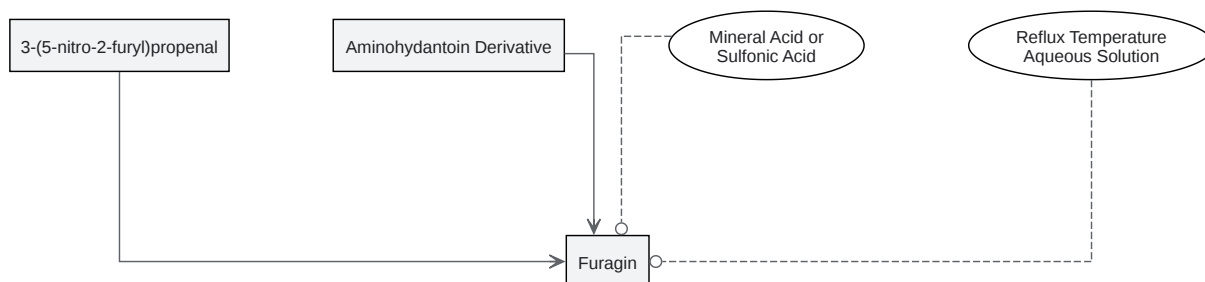 3-(5-nitro-2-furyl)propenal
Aminohydantoin Derivative
Mineral Acid or
Sulfonic Acid
Reflux Temperature
Aqueous Solution
Furagin